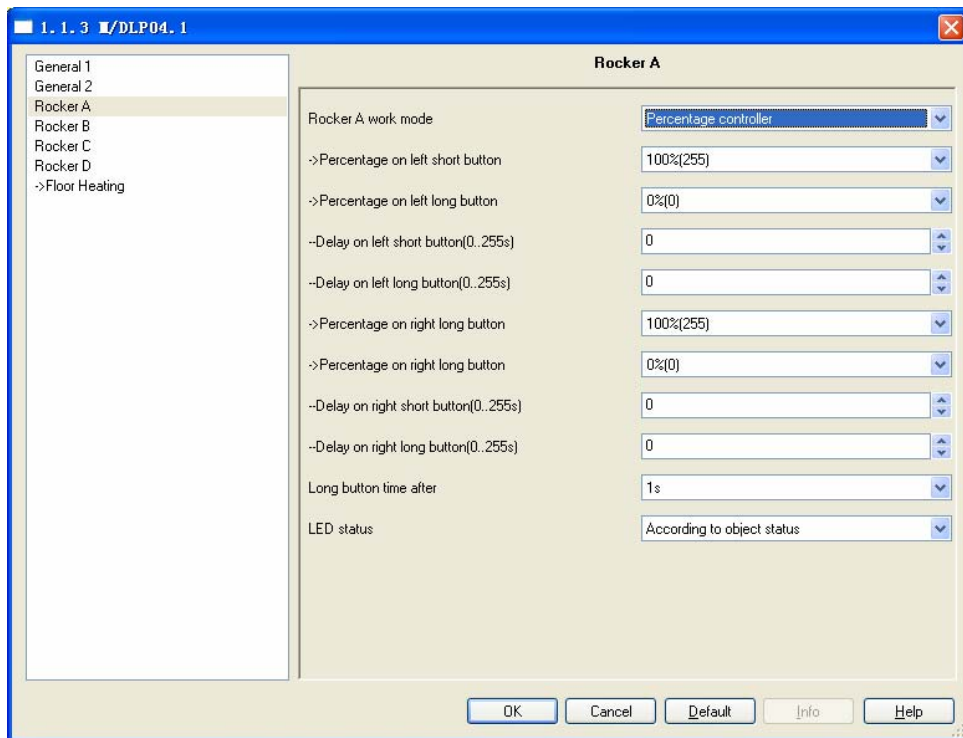 1.1.3 M/DLP04.1
General 1
General 2
Rocker A
Rocker B
Rocker C
Rocker D
->Floor Heating
Rocker A
Rocker A work mode Percentage controller
->Percentage on left short button 100%(255)
->Percentage on left long button 0%(0)
--Delay on left short button(0..255s) 0
--Delay on left long button(0..255s) 0
->Percentage on right long button 100%(255)
->Percentage on right long button 0%(0)
--Delay on right short button(0..255s) 0
--Delay on right long button(0..255s) 0
Long button time after 1s
LED status According to object status
OK Cancel Default Info Help